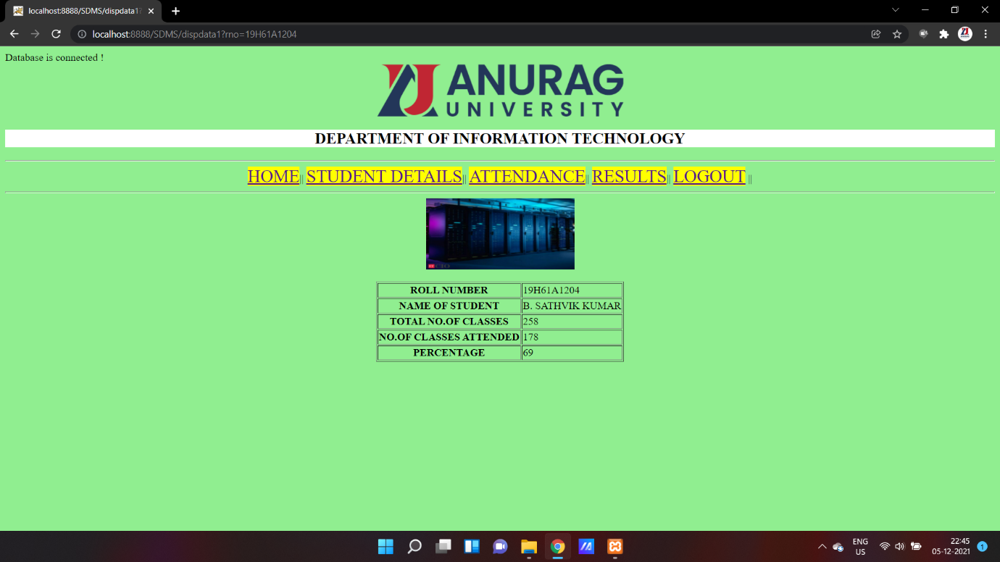 localhost:8888/SDMS/dispdata1?
localhost:8888/SDMS/dispdata1?rno=19H61A1204
Database is connected !
ANURAG
UNIVERSITY
DEPARTMENT OF INFORMATION TECHNOLOGY
HOME|| STUDENT DETAILS|| ATTENDANCE|| RESULTS|| LOGOUT ||
ROLL NUMBER 19H61A1204
NAME OF STUDENT B. SATHVIK KUMAR
TOTAL NO.OF CLASSES 258
NO.OF CLASSES ATTENDED 178
PERCENTAGE 69
ENG
US
22:45
05-12-2021
1